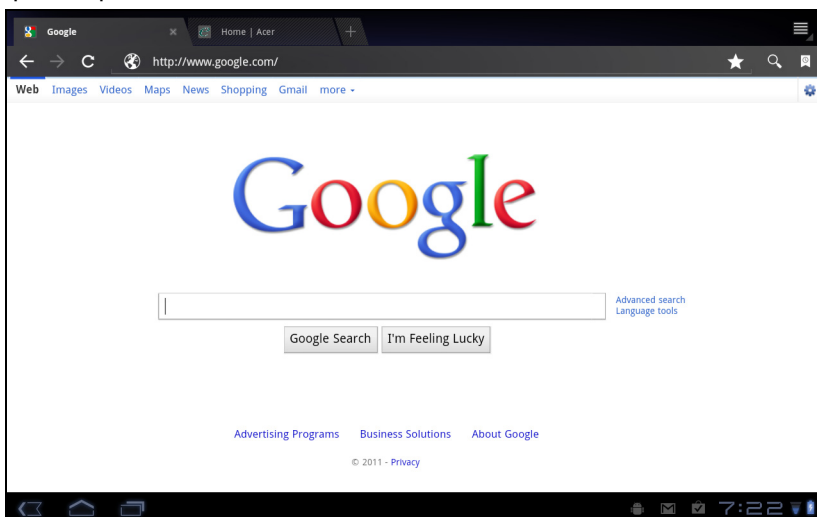 Google Home | Acer
http://www.google.com/
Web Images Videos Maps News Shopping Gmail more
Google
Advanced search
Language tools
Google Search I'm Feeling Lucky
Advertising Programs Business Solutions About Google
© 2011 - Privacy
7:22